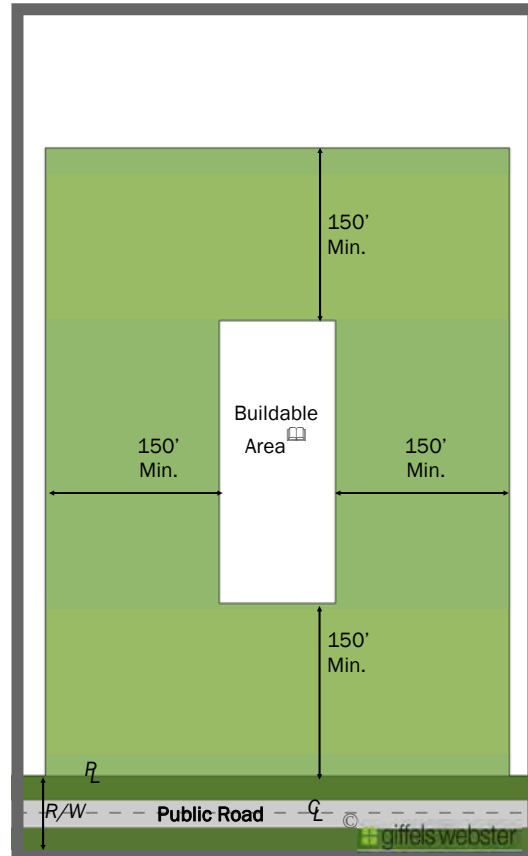 150'
Min.
Buildable
Area
150'
Min.
150'
Min.
150'
Min.
PL
R/W
Public Road
CL
©
giffels webster